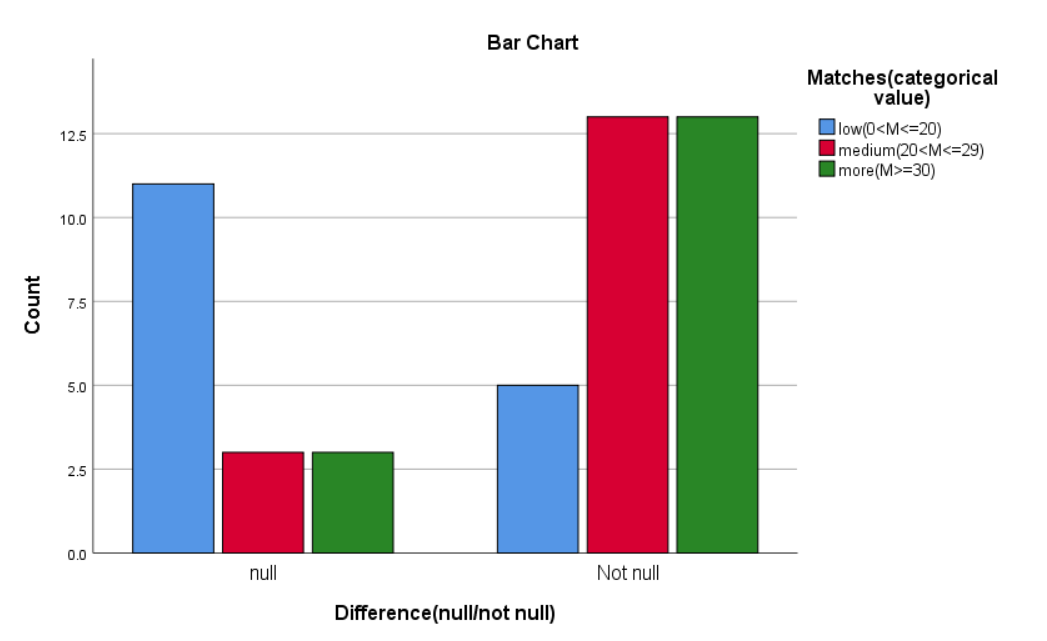 Bar Chart
Matches(categorical
value)
low(0<M<=20)
medium(20<M<=29)
more(M>=30)
Count
12.5
10.0
7.5
5.0
2.5
0.0
null
Not null
Difference(null/not null)